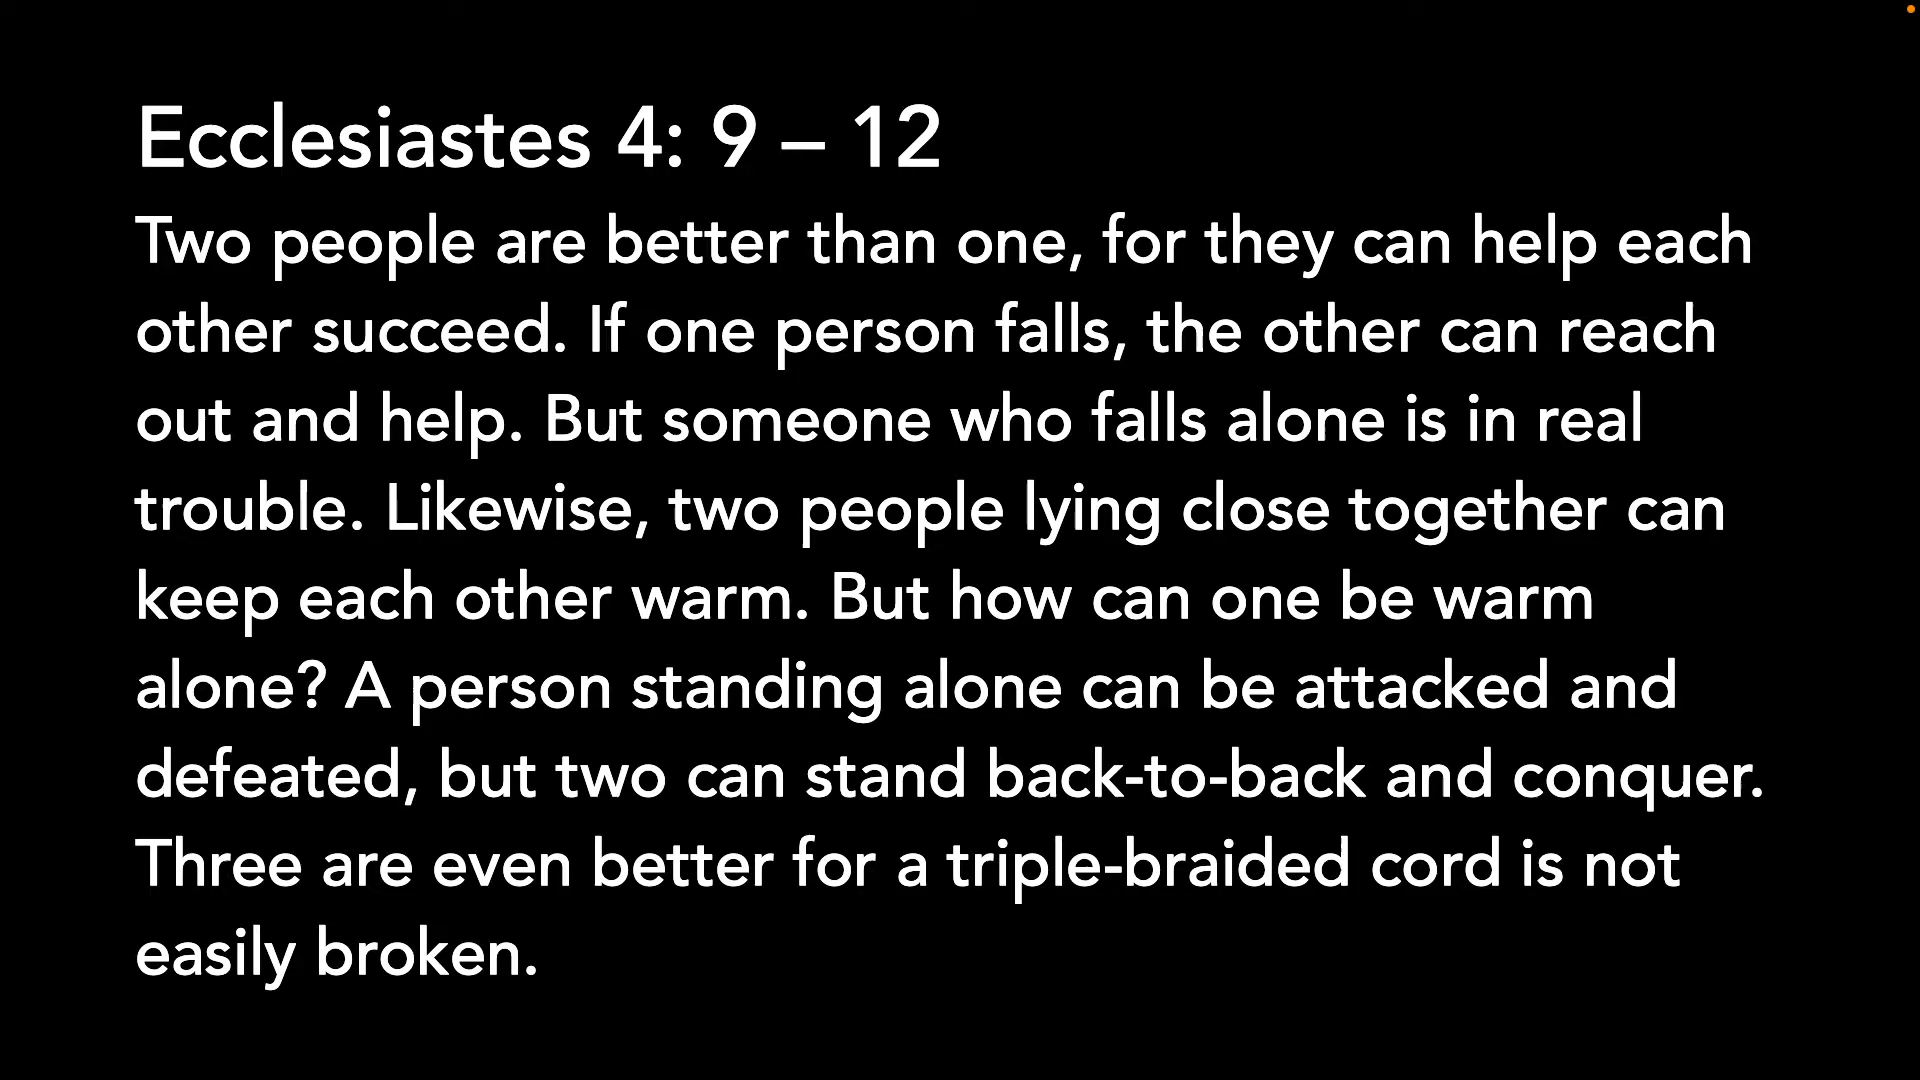 Ecclesiastes 4: 9 – 12
Two people are better than one, for they can help each
other succeed. If one person falls, the other can reach
out and help. But someone who falls alone is in real
trouble. Likewise, two people lying close together can
keep each other warm. But how can one be warm
alone? A person standing alone can be attacked and
defeated, but two can stand back-to-back and conquer.
Three are even better for a triple-braided cord is not
easily broken.